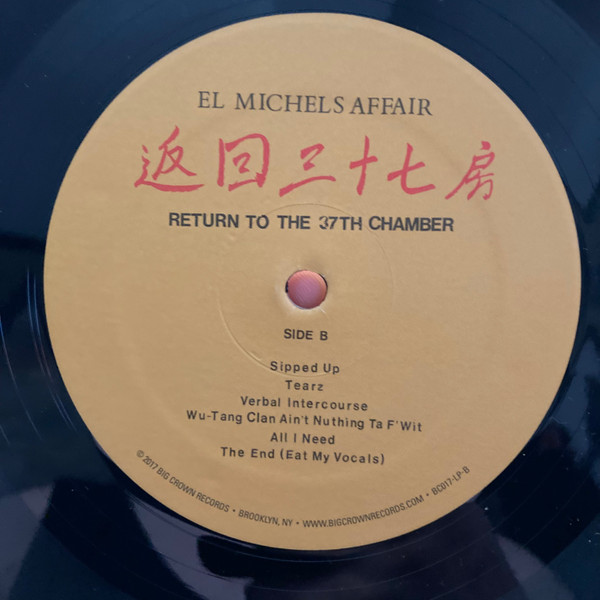 EL MICHELS AFFAIR
返回三十七房
RETURN TO THE 37TH CHAMBER
SIDE B
Sipped Up
Tearz
Verbal Intercourse
Wu-Tang Clan Ain't Nuthing Ta F'Wit
All I Need
The End (Eat My Vocals)
© 2017 BIG CROWN RECORDS • BROOKLYN, NY • WWW.BIGCROWNRECORDS.COM • BC017-LP-B